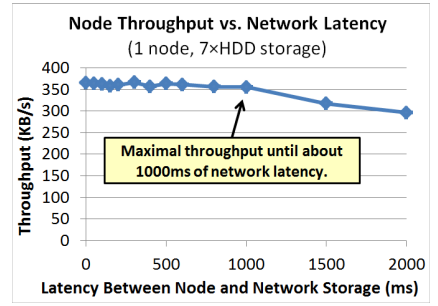 Node Throughput vs. Network Latency
(1 node, 7×HDD storage)
400
350
300
250
200
150
100
50
0
Throughput (KB/s)
Maximal throughput until about
1000ms of network latency.
0 500 1000 1500 2000
Latency Between Node and Network Storage (ms)